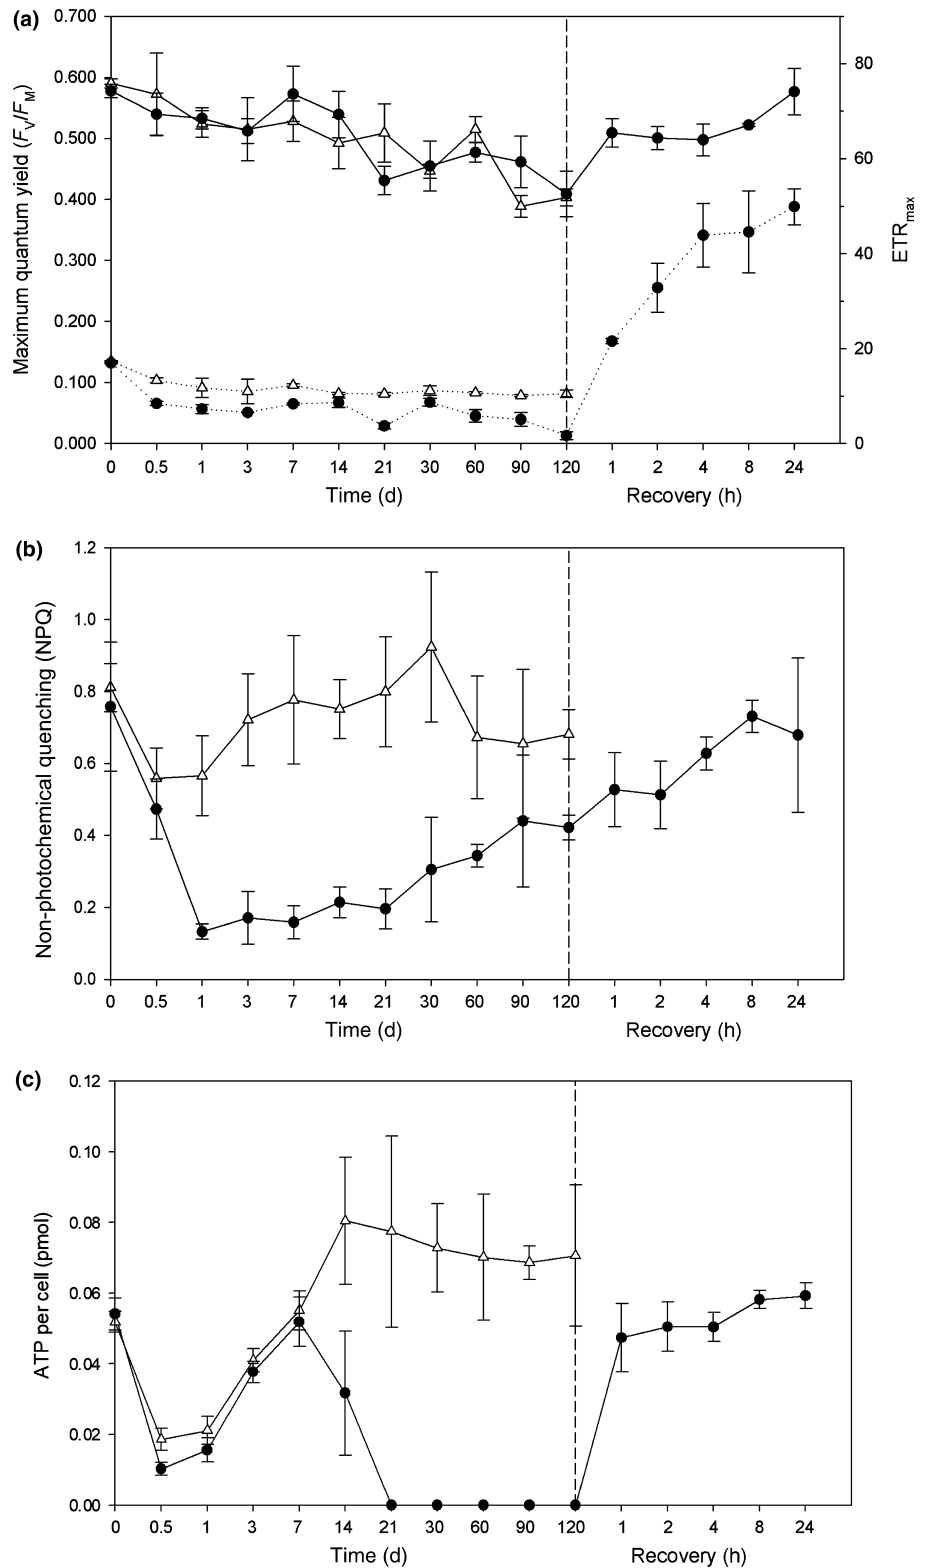 (a)
Maximum quantum yield (FV/FM)
0.700
0.600
0.500
0.400
0.300
0.200
0.100
0.000
80
60
40
20
0
ETRmax
0 0.5 1 3 7 14 21 30 60 90 120 1 2 4 8 24
Time (d) Recovery (h)
(b)
Non-photochemical quenching (NPQ)
1.2
1.0
0.8
0.6
0.4
0.2
0.0
0 0.5 1 3 7 14 21 30 60 90 120 1 2 4 8 24
Time (d) Recovery (h)
(c)
ATP per cell (pmol)
0.12
0.10
0.08
0.06
0.04
0.02
0.00
0 0.5 1 3 7 14 21 30 60 90 120 1 2 4 8 24
Time (d) Recovery (h)